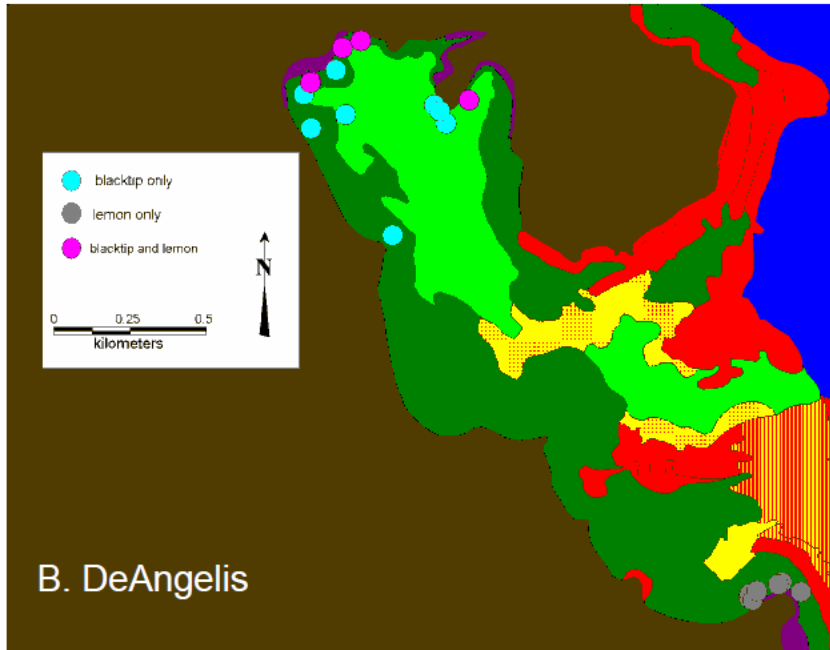 blacktip only
lemon only
blacktip and lemon
N
0 0.25 0.5
kilometers
B. DeAngelis